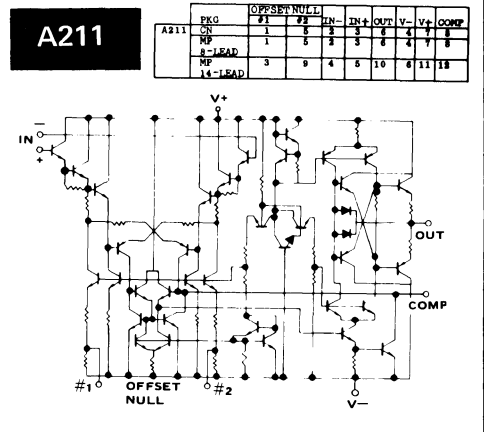 A211
OFFSET NULL
PKG #1 #2 IN- IN+ OUT V- V+ COMP
A211 CN 1 5 2 3 6 4 7 8
MP 1 5 2 3 6 4 7 8
8-LEAD
MP 3 9 4 5 10 6 11 12
14-LEAD
V+
−
IN
+
OUT
COMP
#1 OFFSET NULL #2
V−